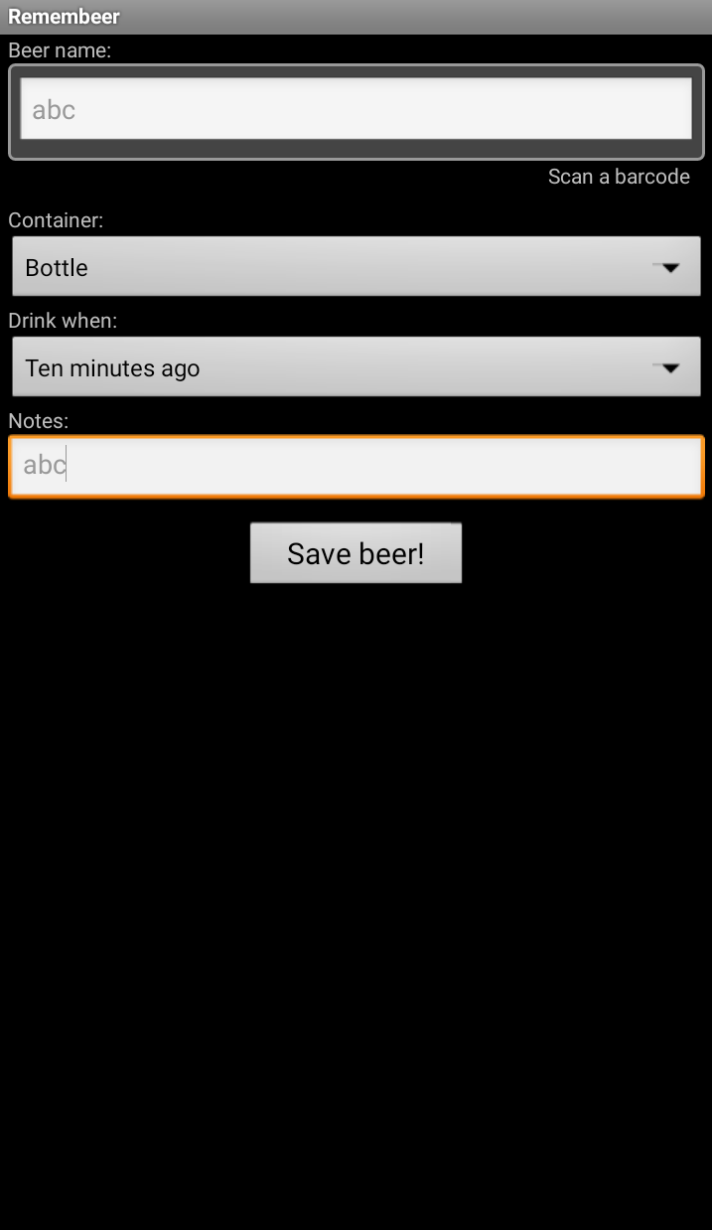 Remembeer
Beer name:
abc
Scan a barcode
Container:
Bottle
Drink when:
Ten minutes ago
Notes:
abc
Save beer!